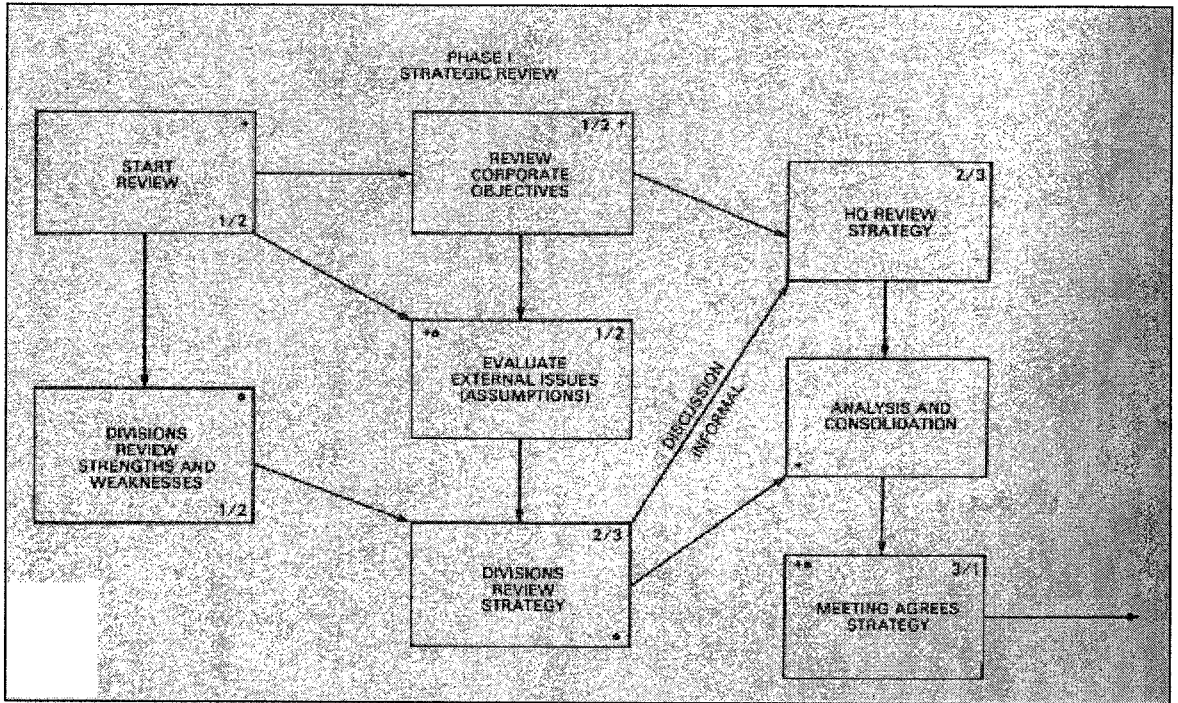 PHASE I
STRATEGIC REVIEW
+
START
REVIEW
1/2
1/2 +
REVIEW
CORPORATE
OBJECTIVES
2/3
HQ REVIEW
STRATEGY
+o 1/2
EVALUATE
EXTERNAL ISSUES
(ASSUMPTIONS)
o
DIVISIONS
REVIEW
STRENGTHS AND
WEAKNESSES
1/2
DISCUSSION
INFORMAL
ANALYSIS AND
CONSOLIDATION
+
2/3
DIVISIONS
REVIEW
STRATEGY
o
+o 3/1
MEETING AGREES
STRATEGY